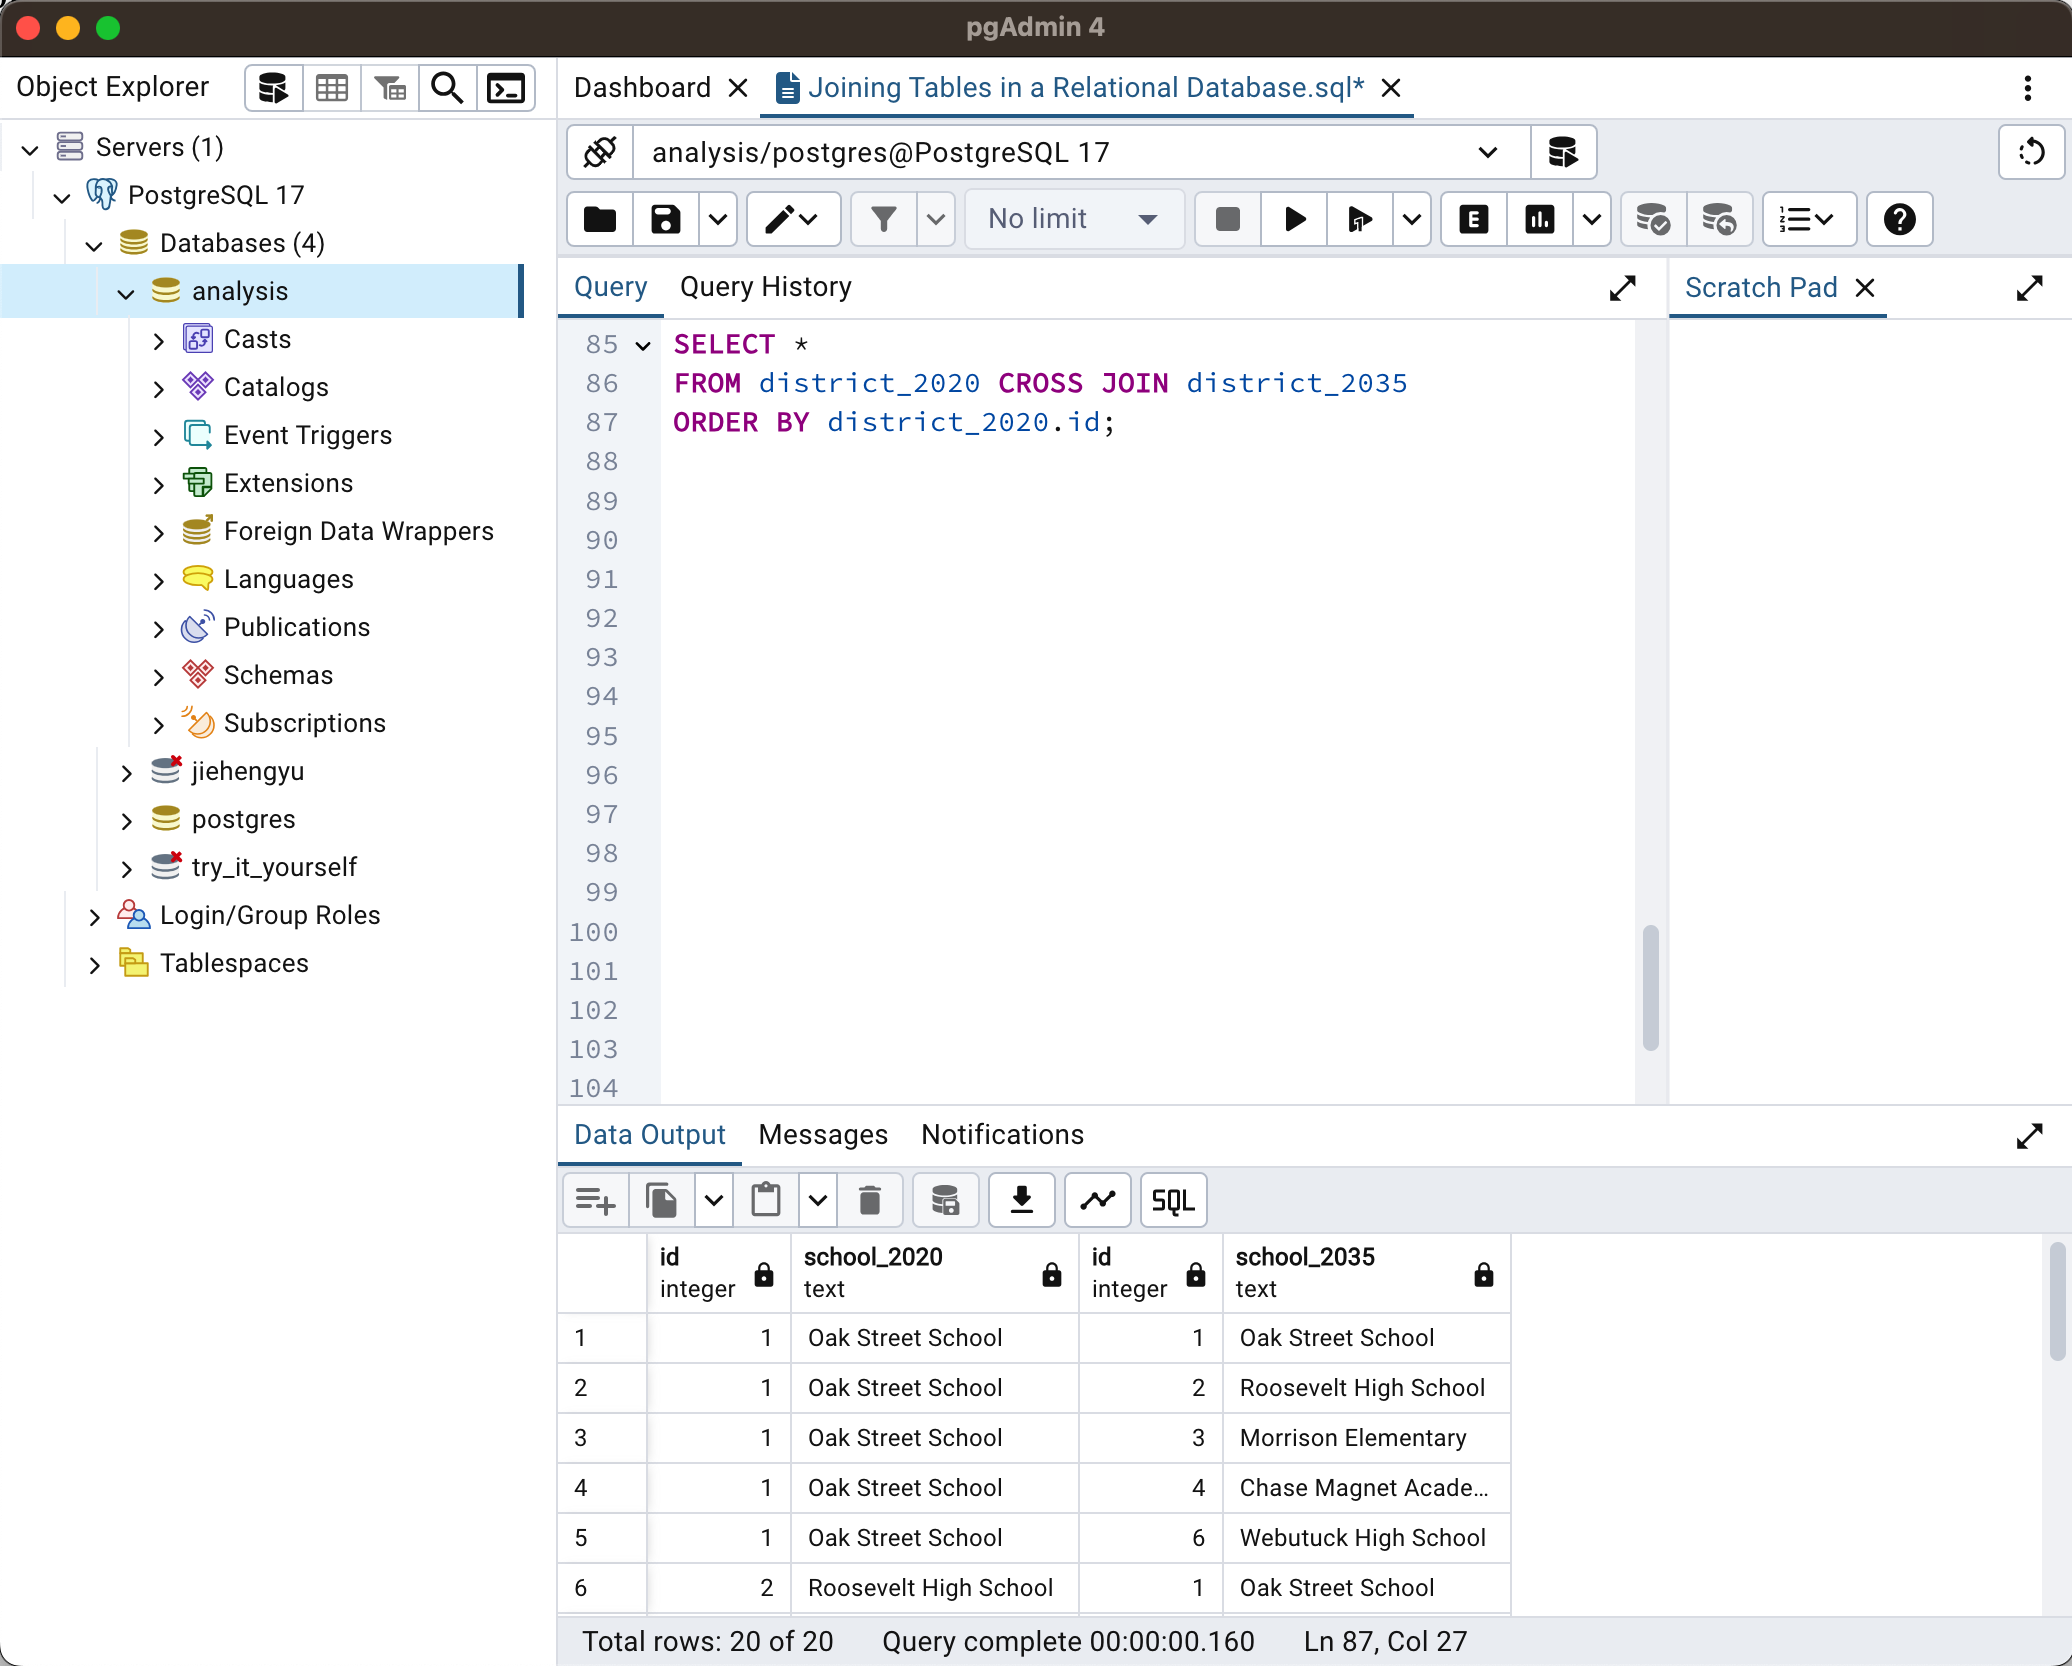 pgAdmin 4
Object Explorer
Dashboard
Joining Tables in a Relational Database.sql*
Servers (1)
PostgreSQL 17
Databases (4)
analysis
Casts
Catalogs
Event Triggers
Extensions
Foreign Data Wrappers
Languages
Publications
Schemas
Subscriptions
jiehengyu
postgres
try_it_yourself
Login/Group Roles
Tablespaces
analysis/postgres@PostgreSQL 17
No limit
E
Query Query History
Scratch Pad
85 SELECT *
86 FROM district_2020 CROSS JOIN district_2035
87 ORDER BY district_2020.id;
88
89
90
91
92
93
94
95
96
97
98
99
100
101
102
103
104
Data Output Messages Notifications
SQL
id school_2020 id school_2035
integer text integer text
1 1 Oak Street School 1 Oak Street School
2 1 Oak Street School 2 Roosevelt High School
3 1 Oak Street School 3 Morrison Elementary
4 1 Oak Street School 4 Chase Magnet Acade...
5 1 Oak Street School 6 Webutuck High School
6 2 Roosevelt High School 1 Oak Street School
Total rows: 20 of 20 Query complete 00:00:00.160 Ln 87, Col 27